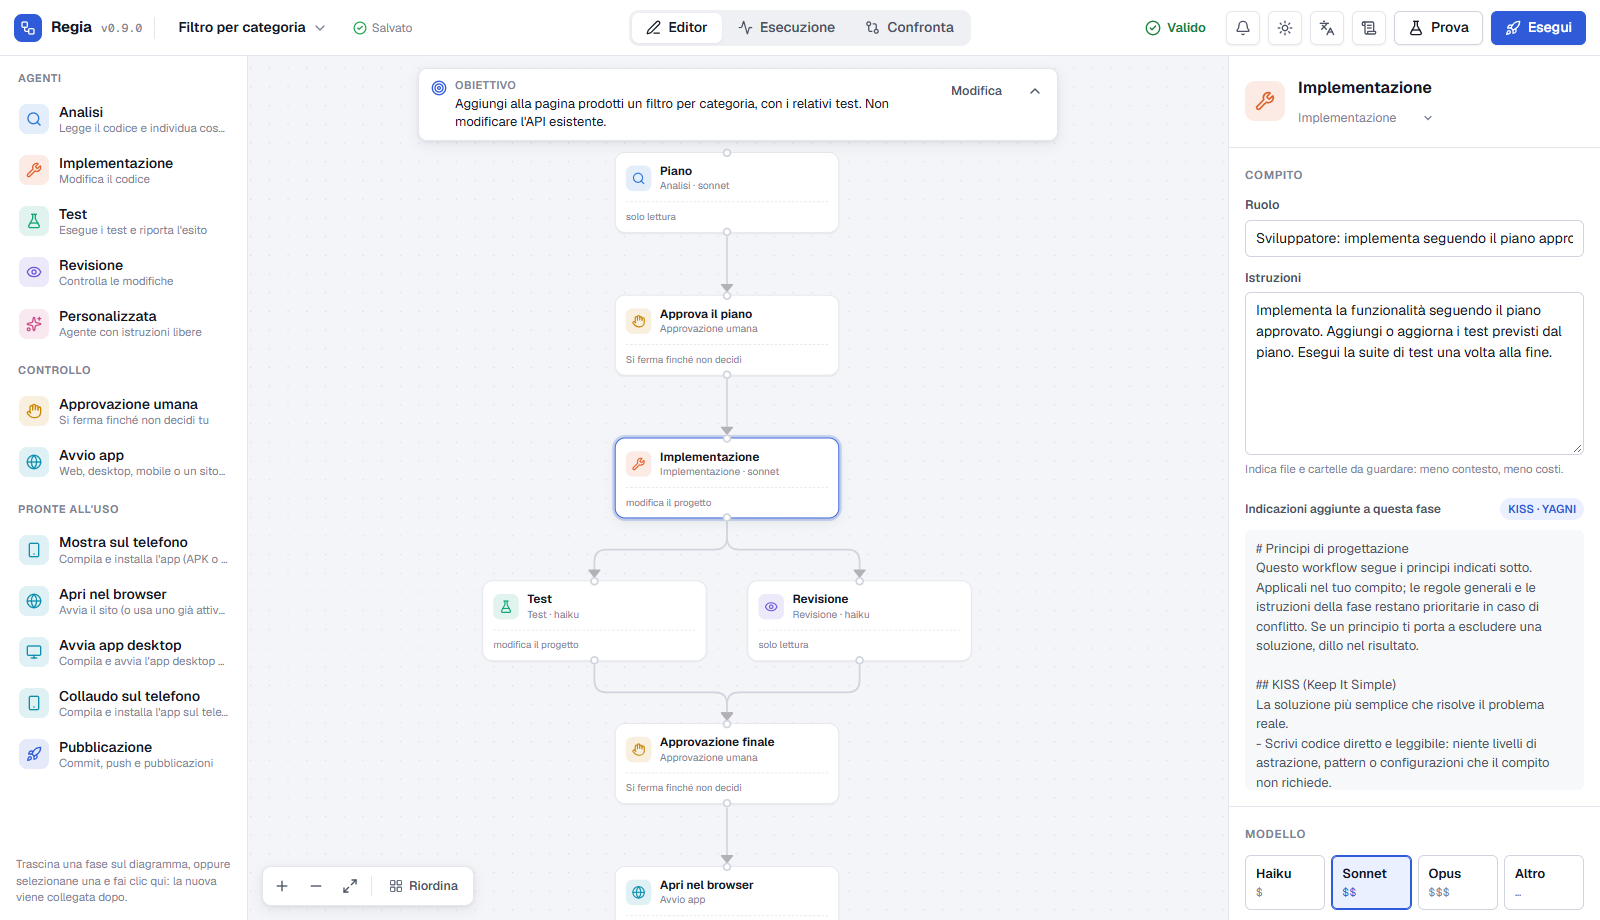 Regia v0.9.0
Filtro per categoria
Salvato
Editor
Esecuzione
Confronta
Valido
Prova
Esegui
AGENTI
Analisi
Legge il codice e individua cos...
Implementazione
Modifica il codice
Test
Esegue i test e riporta l'esito
Revisione
Controlla le modifiche
Personalizzata
Agente con istruzioni libere
CONTROLLO
Approvazione umana
Si ferma finché non decidi tu
Avvio app
Web, desktop, mobile o un sito...
PRONTE ALL'USO
Mostra sul telefono
Compila e installa l'app (APK o ...
Apri nel browser
Avvia il sito (o usa uno già attiv...
Avvia app desktop
Compila e avvia l'app desktop ...
Collaudo sul telefono
Compila e installa l'app sul tele...
Pubblicazione
Commit, push e pubblicazioni
Trascina una fase sul diagramma, oppure
selezionane una e fai clic qui: la nuova
viene collegata dopo.
OBIETTIVO
Aggiungi alla pagina prodotti un filtro per categoria, con i relativi test. Non
modificare l'API esistente.
Modifica
Piano
Analisi · sonnet
solo lettura
Approva il piano
Approvazione umana
Si ferma finché non decidi
Implementazione
Implementazione · sonnet
modifica il progetto
Test
Test · haiku
modifica il progetto
Revisione
Revisione · haiku
solo lettura
Approvazione finale
Approvazione umana
Si ferma finché non decidi
Apri nel browser
Avvio app
Riordina
Implementazione
Implementazione
COMPITO
Ruolo
Sviluppatore: implementa seguendo il piano appro
Istruzioni
Implementa la funzionalità seguendo il piano
approvato. Aggiungi o aggiorna i test previsti dal
piano. Esegui la suite di test una volta alla fine.
Indica file e cartelle da guardare: meno contesto, meno costi.
Indicazioni aggiunte a questa fase
KISS · YAGNI
# Principi di progettazione
Questo workflow segue i principi indicati sotto.
Applicali nel tuo compito; le regole generali e le
istruzioni della fase restano prioritarie in caso di
conflitto. Se un principio ti porta a escludere una
soluzione, dillo nel risultato.
## KISS (Keep It Simple)
La soluzione più semplice che risolve il problema
reale.
- Scrivi codice diretto e leggibile: niente livelli di
astrazione, pattern o configurazioni che il compito
non richiede.
MODELLO
Haiku
$
Sonnet
$$
Opus
$$$
Altro
...